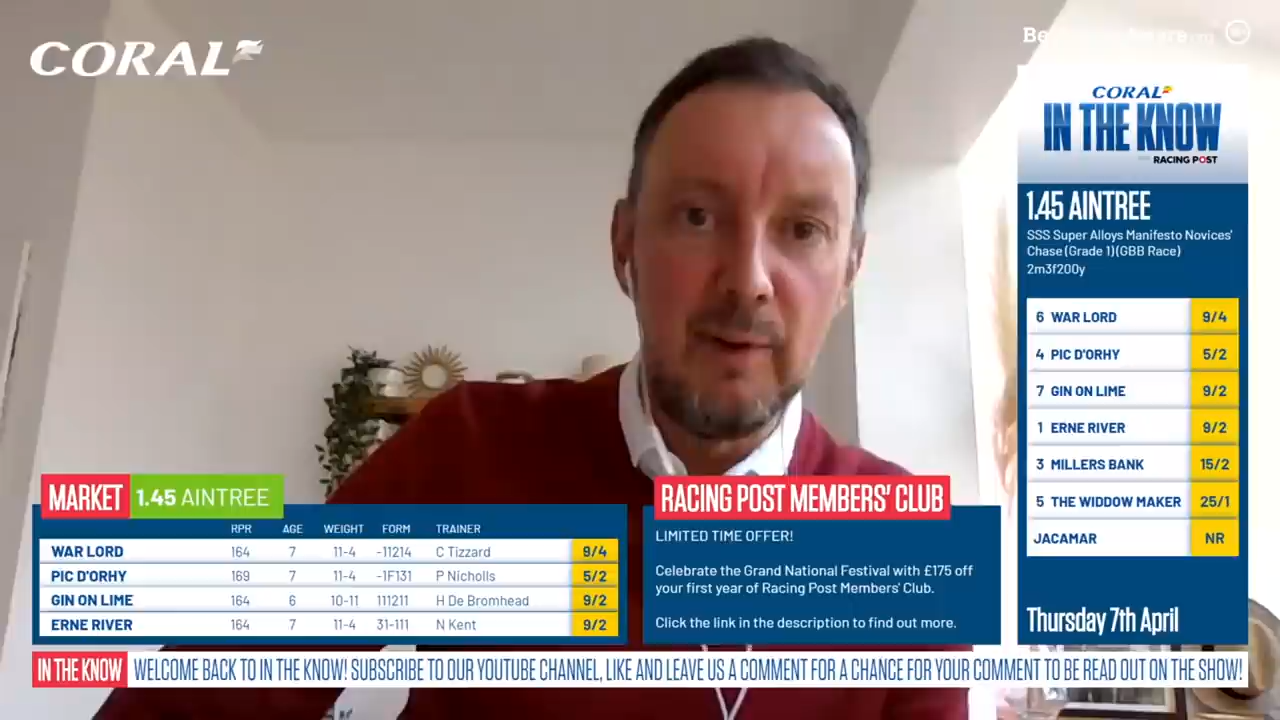 CORAL
CORAL
IN THE KNOW
RACING POST
1.45 AINTREE
SSS Super Alloys Manifesto Novices'
Chase (Grade 1) (GBB Race)
2m3f200y
6 WAR LORD 9/4
4 PIC D'ORHY 5/2
7 GIN ON LIME 9/2
1 ERNE RIVER 9/2
3 MILLERS BANK 15/2
5 THE WIDDOW MAKER 25/1
JACAMAR NR
Thursday 7th April
MARKET 1.45 AINTREE
RPR AGE WEIGHT FORM TRAINER
WAR LORD 164 7 11-4 -11214 C Tizzard 9/4
PIC D'ORHY 169 7 11-4 -1F131 P Nicholls 5/2
GIN ON LIME 164 6 10-11 111211 H De Bromhead 9/2
ERNE RIVER 164 7 11-4 31-111 N Kent 9/2
RACING POST MEMBERS' CLUB
LIMITED TIME OFFER!
Celebrate the Grand National Festival with £175 off
your first year of Racing Post Members' Club.
Click the link in the description to find out more.
IN THE KNOW WELCOME BACK TO IN THE KNOW! SUBSCRIBE TO OUR YOUTUBE CHANNEL, LIKE AND LEAVE US A COMMENT FOR A CHANCE FOR YOUR COMMENT TO BE READ OUT ON THE SHOW!